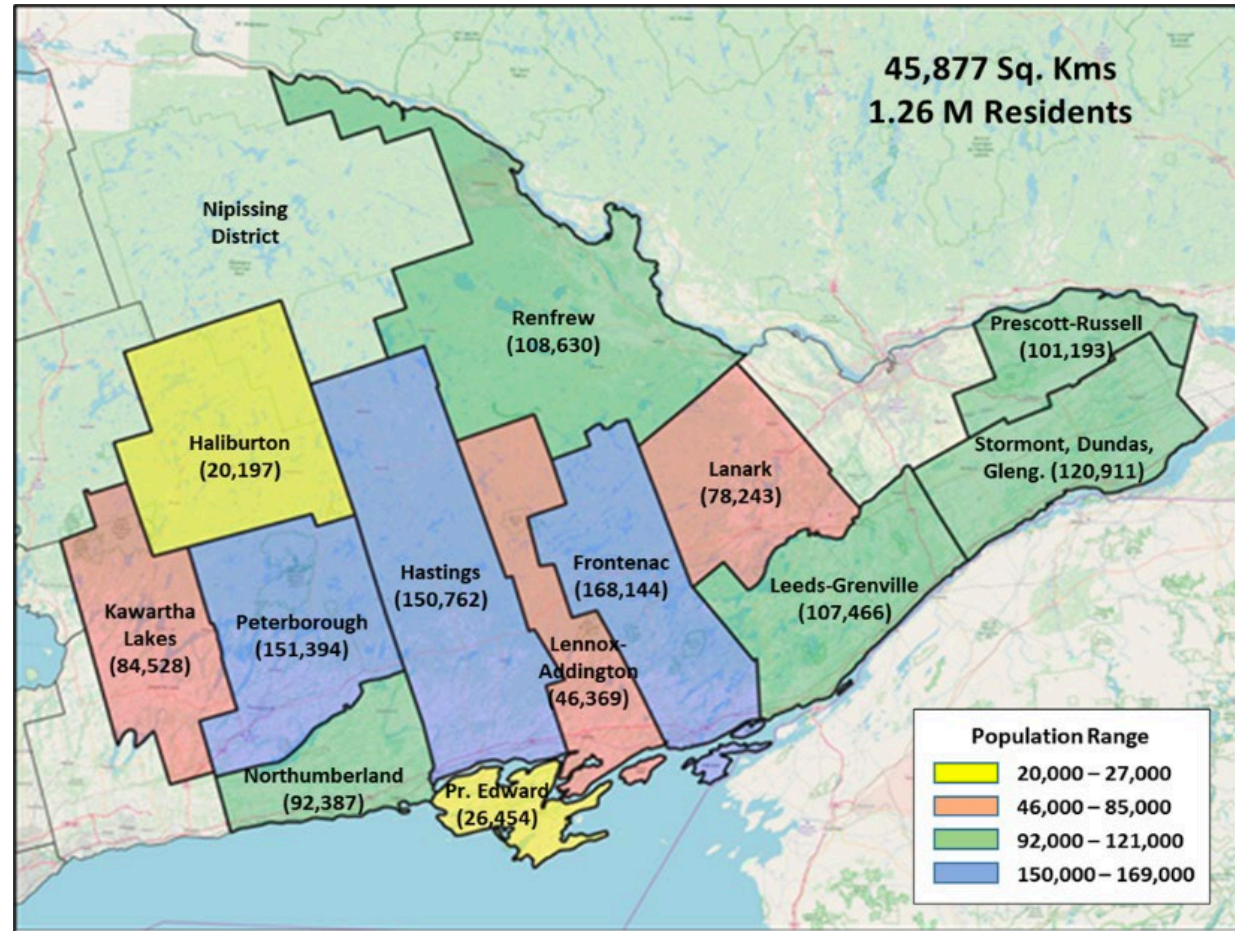 45,877 Sq. Kms
1.26 M Residents
Nipissing
District
Renfrew
(108,630)
Prescott-Russell
(101,193)
Haliburton
(20,197)
Lanark
(78,243)
Stormont, Dundas,
Gleng. (120,911)
Hastings
(150,762)
Frontenac
(168,144)
Leeds-Grenville
(107,466)
Kawartha
Lakes
(84,528)
Peterborough
(151,394)
Lennox-
Addington
(46,369)
Northumberland
(92,387)
Pr. Edward
(26,454)
Population Range
20,000 – 27,000
46,000 – 85,000
92,000 – 121,000
150,000 – 169,000